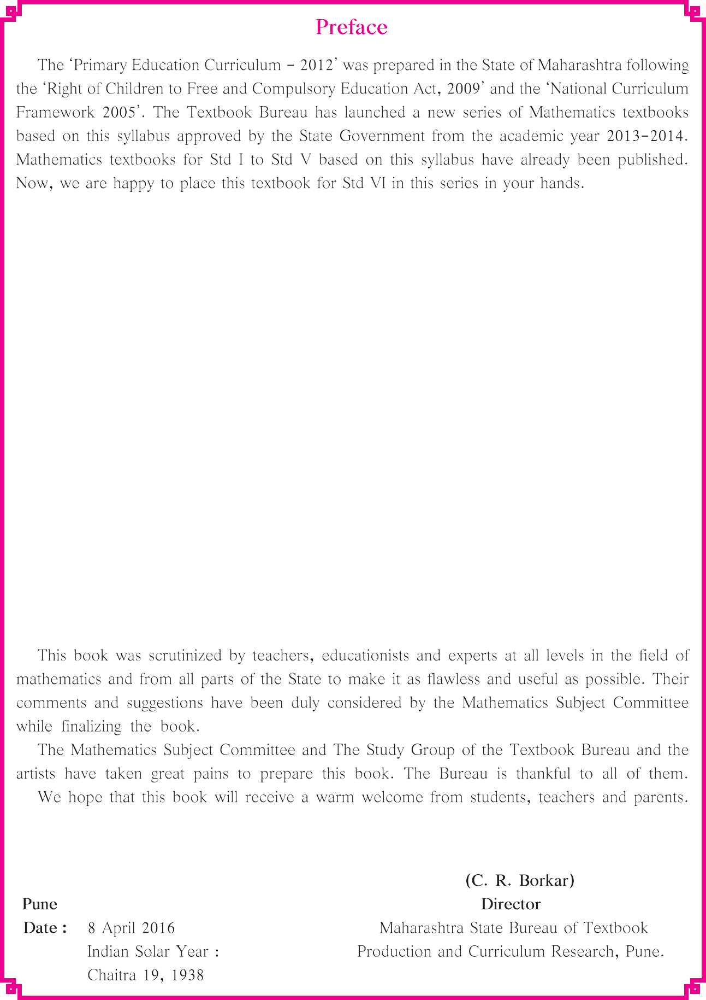 Preface
The ‘Primary Education Curriculum - 2012’ was prepared in the State of Maharashtra following
the ‘Right of Children to Free and Compulsory Education Act, 2009’ and the ‘National Curriculum
Framework 2005’. The Textbook Bureau has launched a new series of Mathematics textbooks
based on this syllabus approved by the State Government from the academic year 2013-2014.
Mathematics textbooks for Std I to Std V based on this syllabus have already been published.
Now, we are happy to place this textbook for Std VI in this series in your hands.
This book was scrutinized by teachers, educationists and experts at all levels in the field of
mathematics and from all parts of the State to make it as flawless and useful as possible. Their
comments and suggestions have been duly considered by the Mathematics Subject Committee
while finalizing the book.
The Mathematics Subject Committee and The Study Group of the Textbook Bureau and the
artists have taken great pains to prepare this book. The Bureau is thankful to all of them.
We hope that this book will receive a warm welcome from students, teachers and parents.
(C. R. Borkar)
Pune Director
Date : 8 April 2016 Maharashtra State Bureau of Textbook
Indian Solar Year : Production and Curriculum Research, Pune.
Chaitra 19, 1938